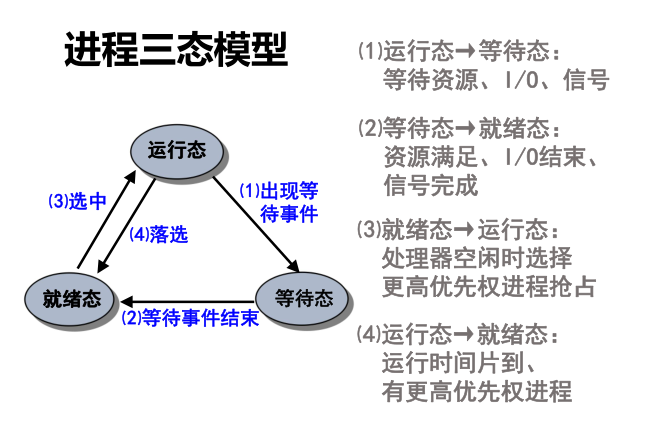 进程三态模型
运行态
(1)出现等
待事件
(3)选中
(4)落选
就绪态
等待态
(2)等待事件结束
(1)运行态→等待态：
等待资源、I/O、信号
(2)等待态→就绪态：
资源满足、I/O结束、
信号完成
(3)就绪态→运行态：
处理器空闲时选择
更高优先权进程抢占
(4)运行态→就绪态：
运行时间片到、
有更高优先权进程